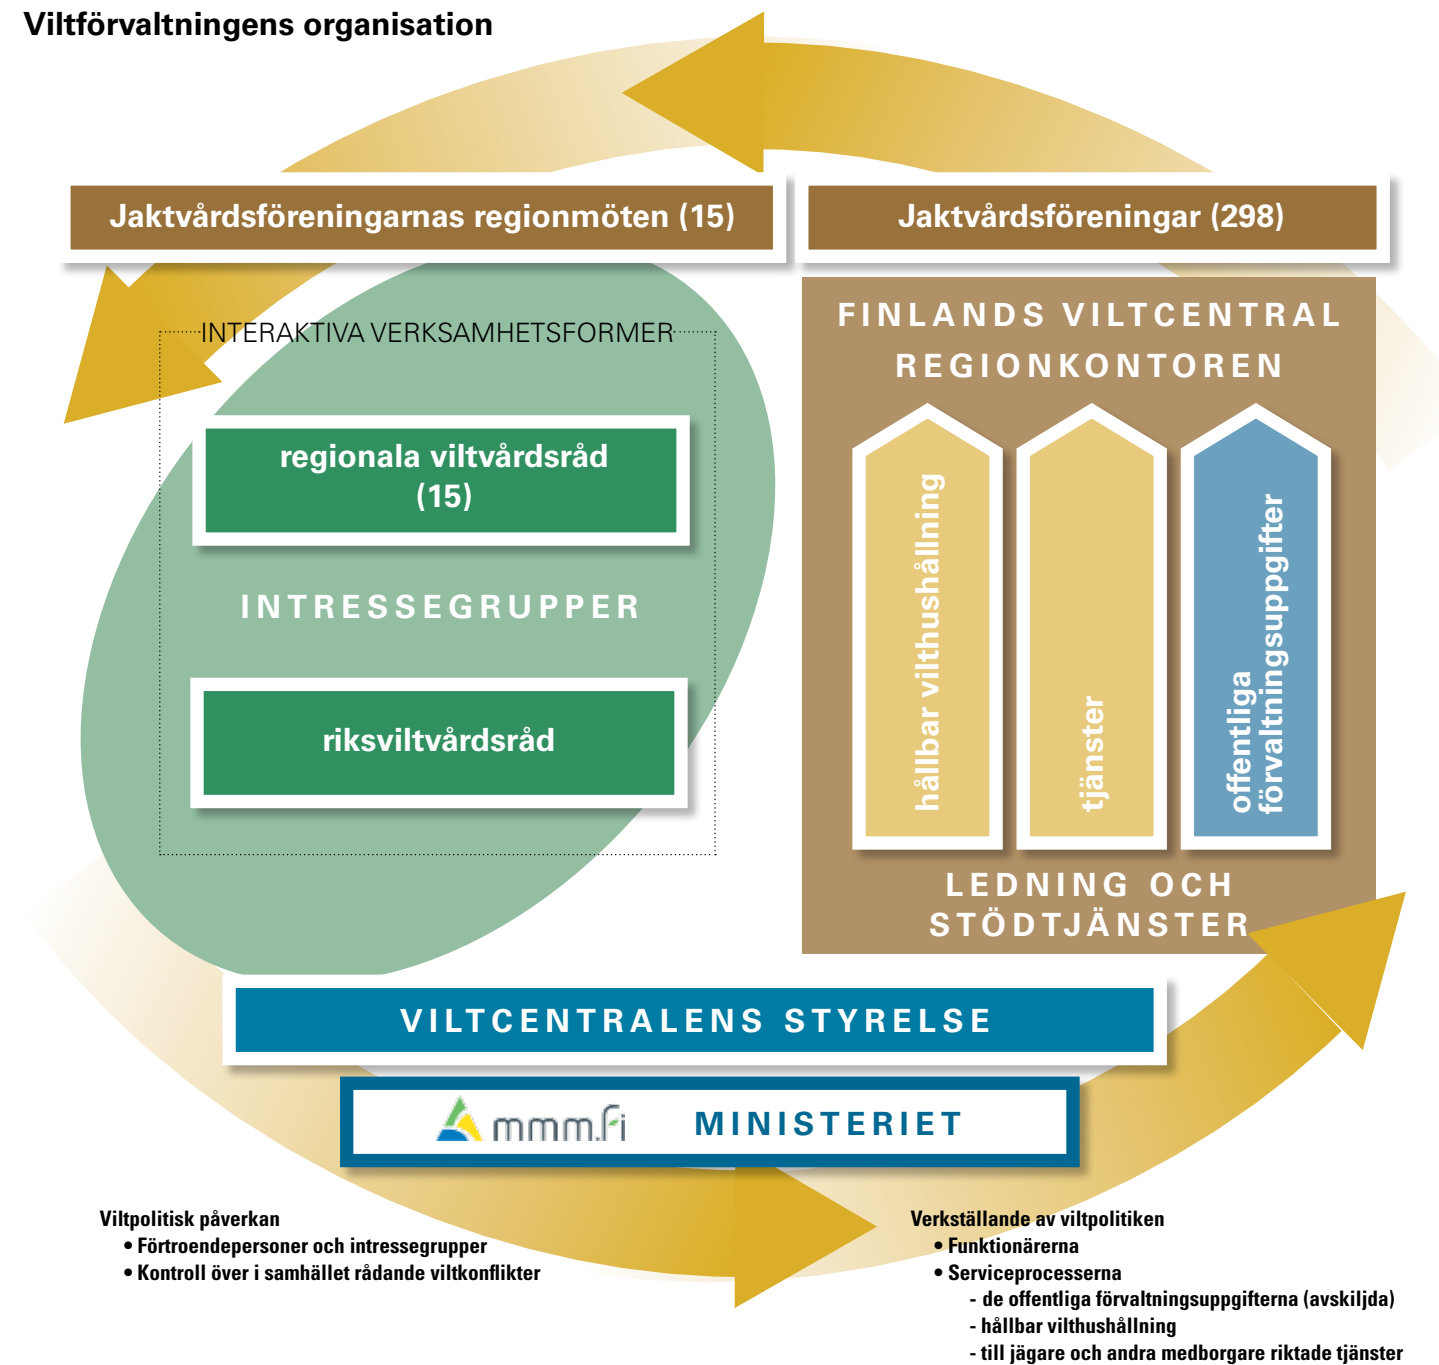 Viltförvaltningens organisation
Jaktvårdsföreningarnas regionmöten (15)
Jaktvårdsföreningar (298)
INTERAKTIVA VERKSAMHETSFORMER
regionala viltvårdsråd
(15)
INTRESSEGRUPPER
riksviltvårdsråd
FINLANDS VILTCENTRAL
REGIONKONTOREN
hållbar vilthushållning
tjänster
offentliga
förvaltningsuppgifter
LEDNING OCH
STÖDTJÄNSTER
VILTCENTRALENS STYRELSE
mmm.fi MINISTERIET
Viltpolitisk påverkan
• Förtroendepersoner och intressegrupper
• Kontroll över i samhället rådande viltkonflikter
Verkställande av viltpolitiken
• Funktionärerna
• Serviceprocesserna
- de offentliga förvaltningsuppgifterna (avskiljda)
- hållbar vilthushållning
- till jägare och andra medborgare riktade tjänster